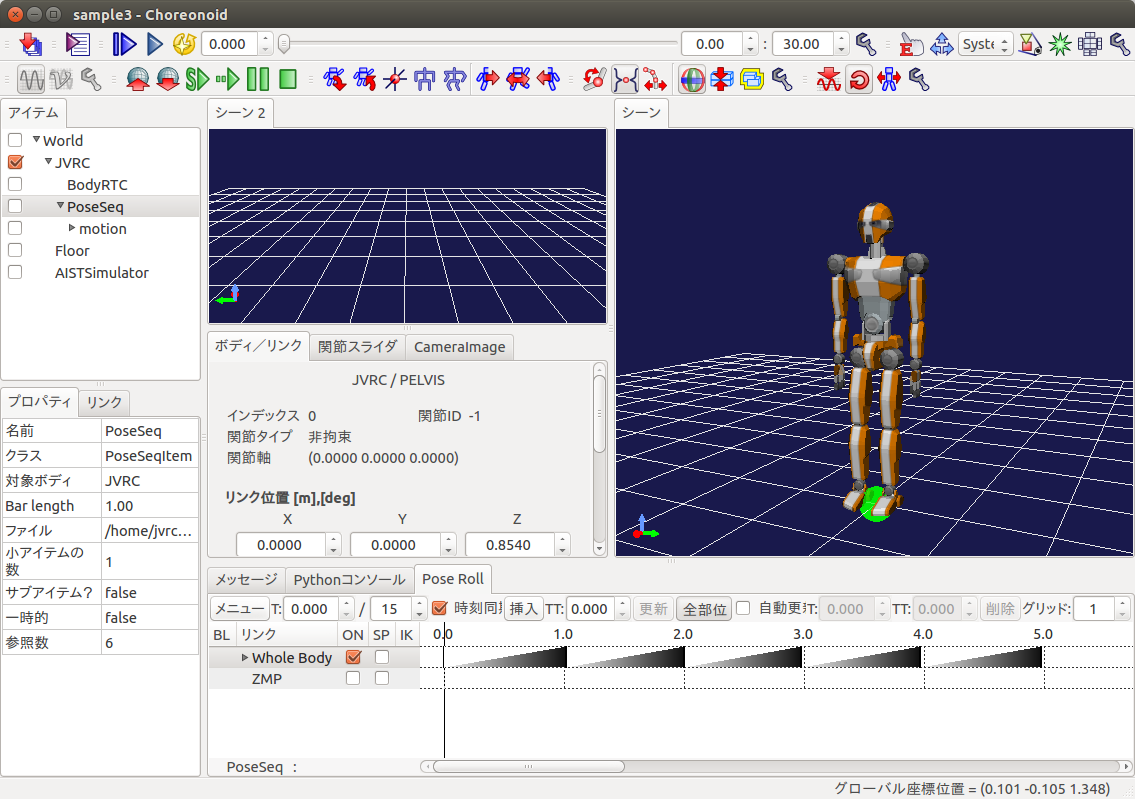 sample3 - Choreonoid
0.000
0.00 : 30.00
Syste
アイテム
World
JVRC
BodyRTC
PoseSeq
motion
Floor
AISTSimulator
シーン 2
シーン
ボディ／リンク 関節スライダ CameraImage
JVRC / PELVIS
インデックス 0 関節ID -1
関節タイプ 非拘束
関節軸 (0.0000 0.0000 0.0000)
リンク位置 [m],[deg]
X Y Z
0.0000 0.0000 0.8540
プロパティ リンク
名前 PoseSeq
クラス PoseSeqItem
対象ボディ JVRC
Bar length 1.00
ファイル /home/jvrc...
小アイテムの
数 1
サブアイテム? false
一時的 false
参照数 6
メッセージ Pythonコンソール Pose Roll
メニュー T: 0.000 / 15 時刻同 挿入 TT: 0.000 更新 全部位 自動更 T: 0.000 TT: 0.000 削除 グリッド: 1
BL リンク ON SP IK 0.0 1.0 2.0 3.0 4.0 5.0
Whole Body
ZMP
PoseSeq :
グローバル座標位置 = (0.101 -0.105 1.348)